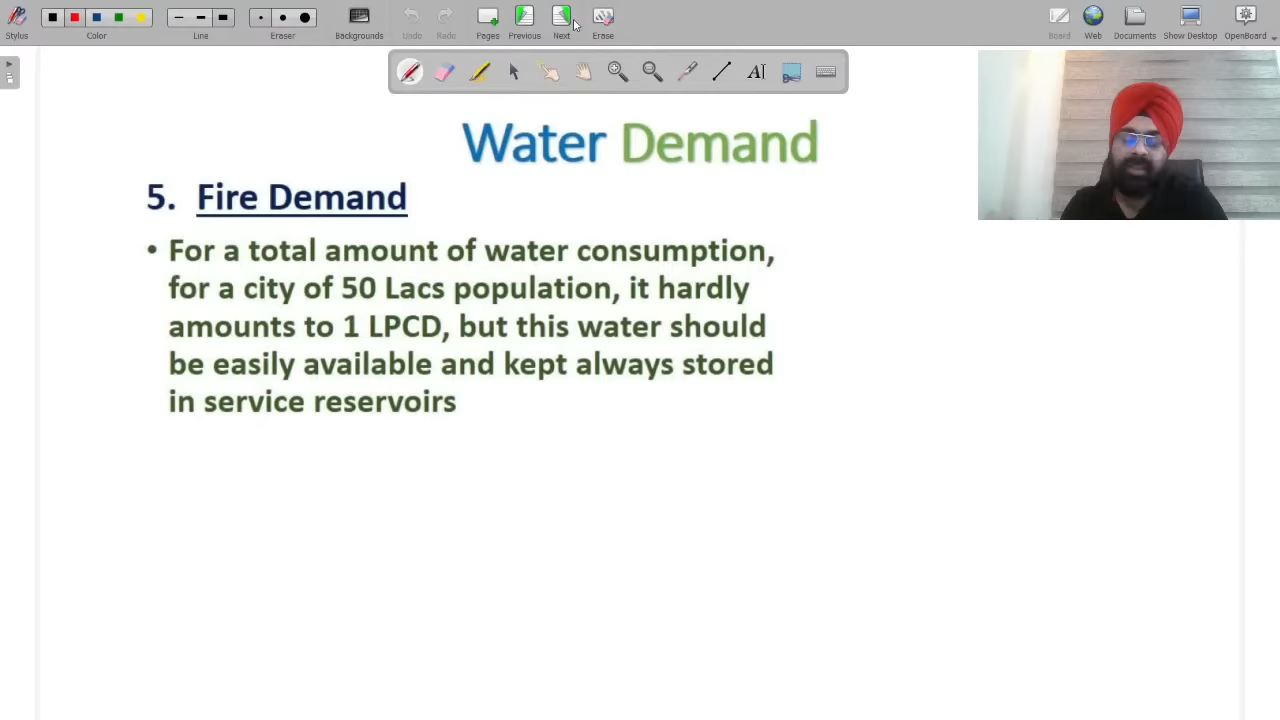 Stylus
Color
Line
Eraser
Backgrounds
Undo
Redo
Pages
Previous
Next
Erase
Board
Web
Documents
Show Desktop
OpenBoard
Water Demand
5. Fire Demand
• For a total amount of water consumption,
for a city of 50 Lacs population, it hardly
amounts to 1 LPCD, but this water should
be easily available and kept always stored
in service reservoirs